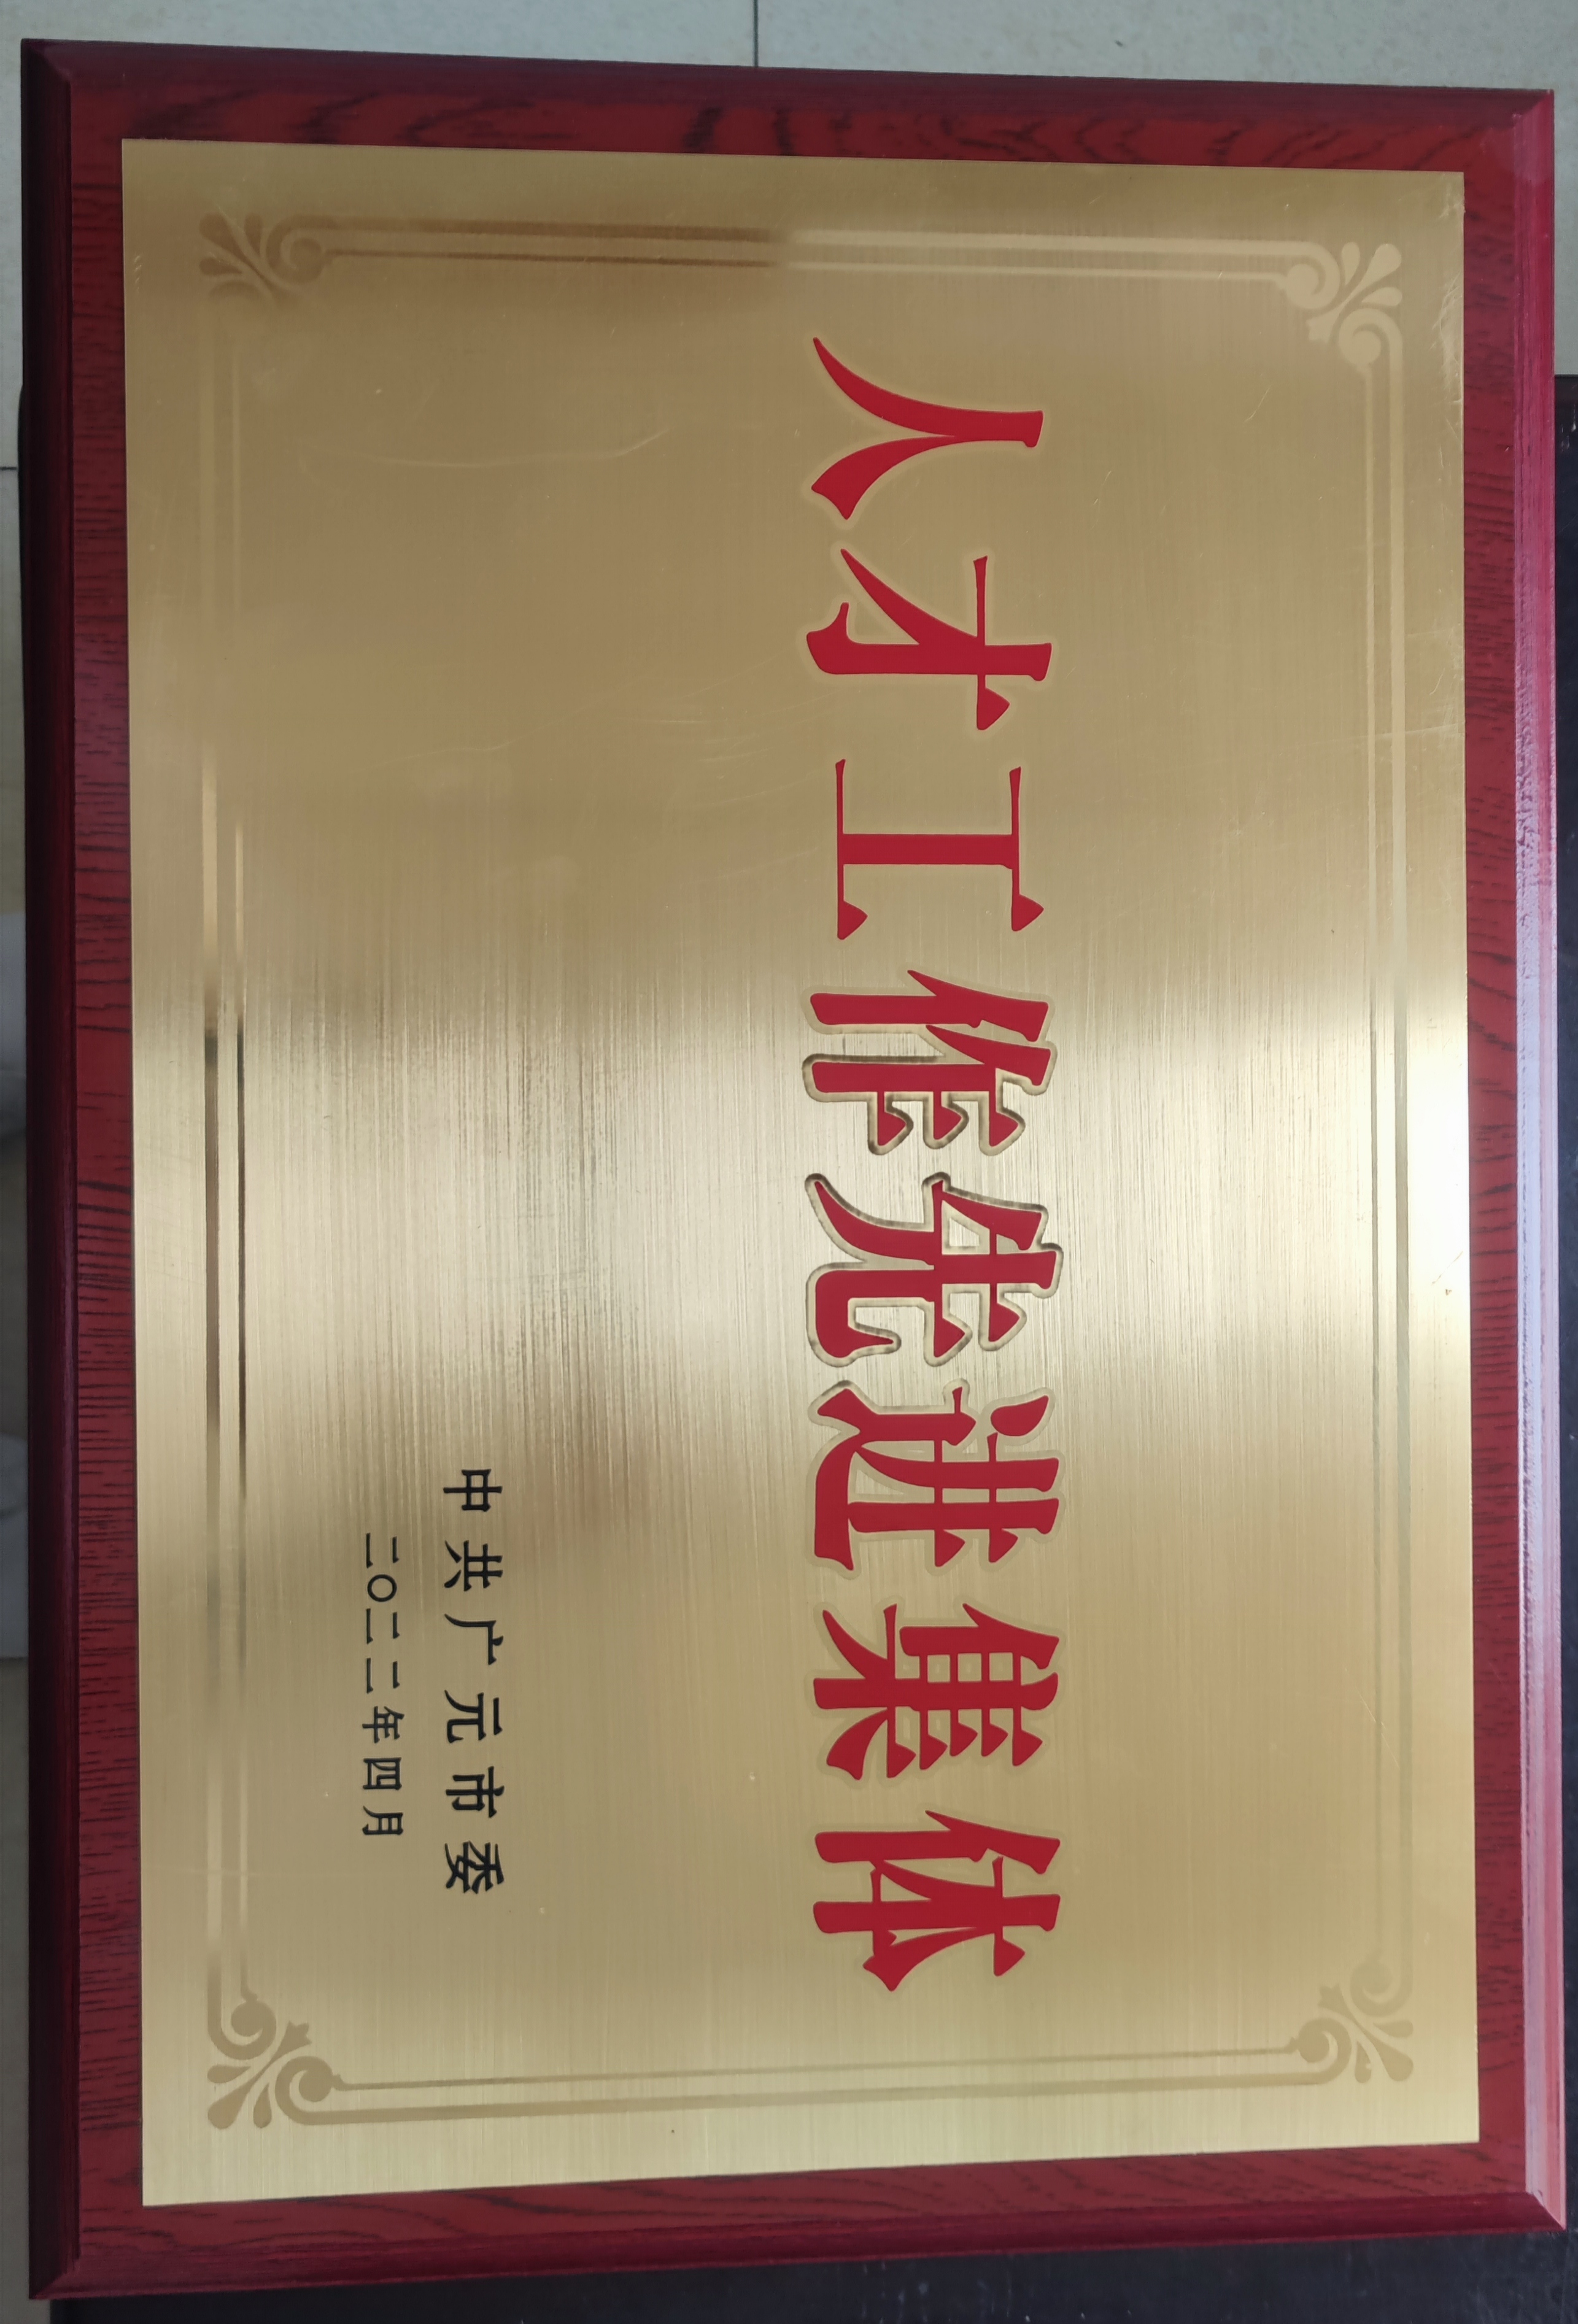 人才工作先进集体
中共广元市委
二〇二二年四月